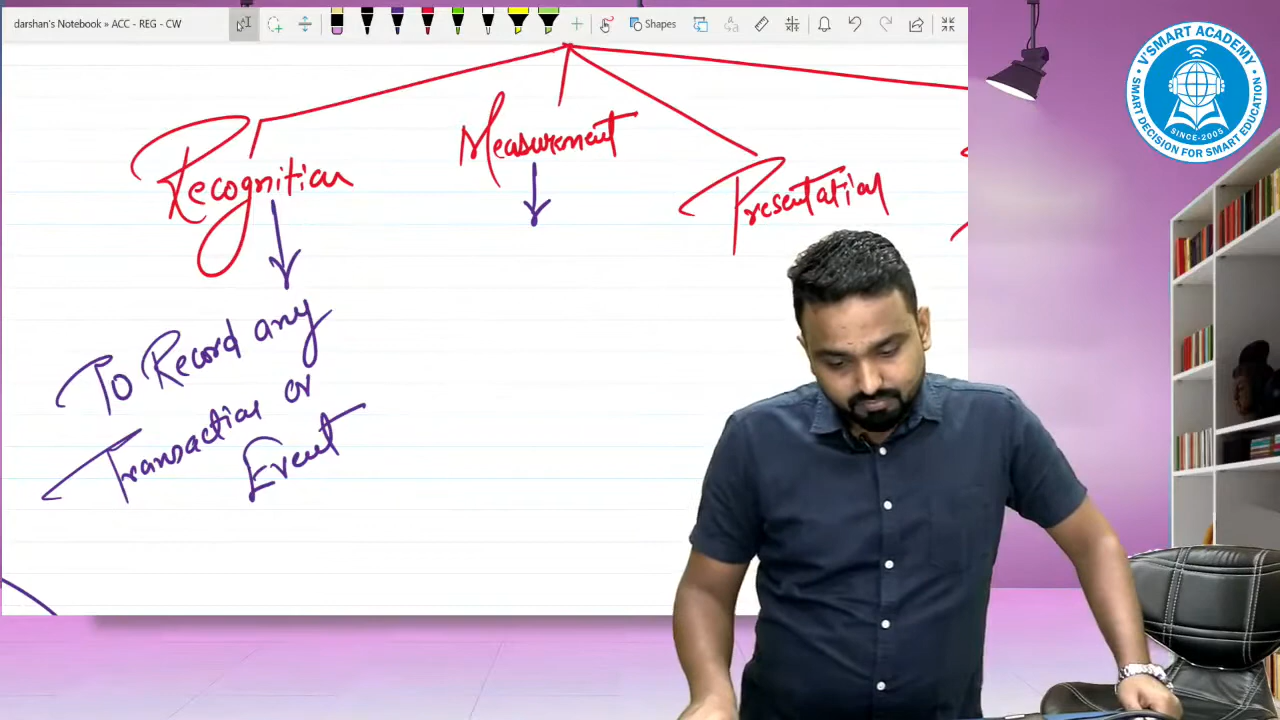 darshan's Notebook » ACC - REG - CW
Shapes
V'SMART ACADEMY
SINCE-2005
SMART DECISION FOR SMART EDUCATION
Recognition
Measurement
Presentation
To Record any
Transaction or
Event